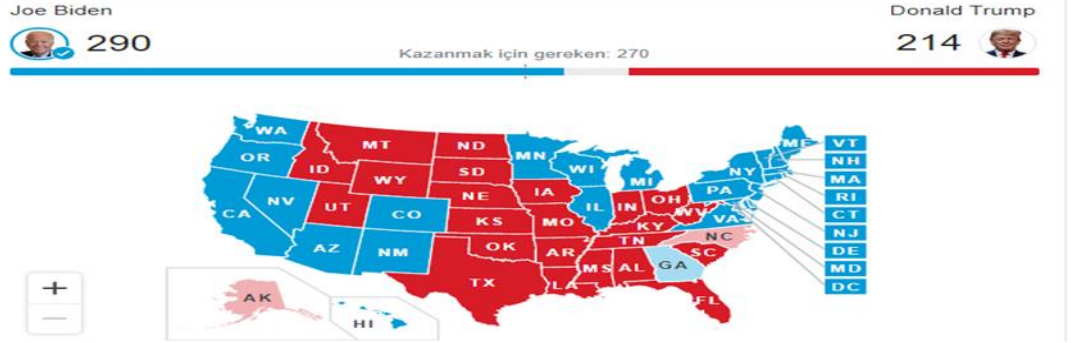 Joe Biden
Donald Trump
290
Kazanmak için gereken: 270
214
WA
MT
ND
MN
ME
VT
OR
ID
SD
WI
NH
WY
MI
NY
MA
NE
IA
PA
RI
NV
UT
CO
IL
IN
OH
CT
CA
KS
MO
WV
VA
NJ
KY
NC
DE
AZ
NM
OK
AR
TN
SC
MD
TX
LA
MS
AL
GA
DC
FL
+
AK
—
HI